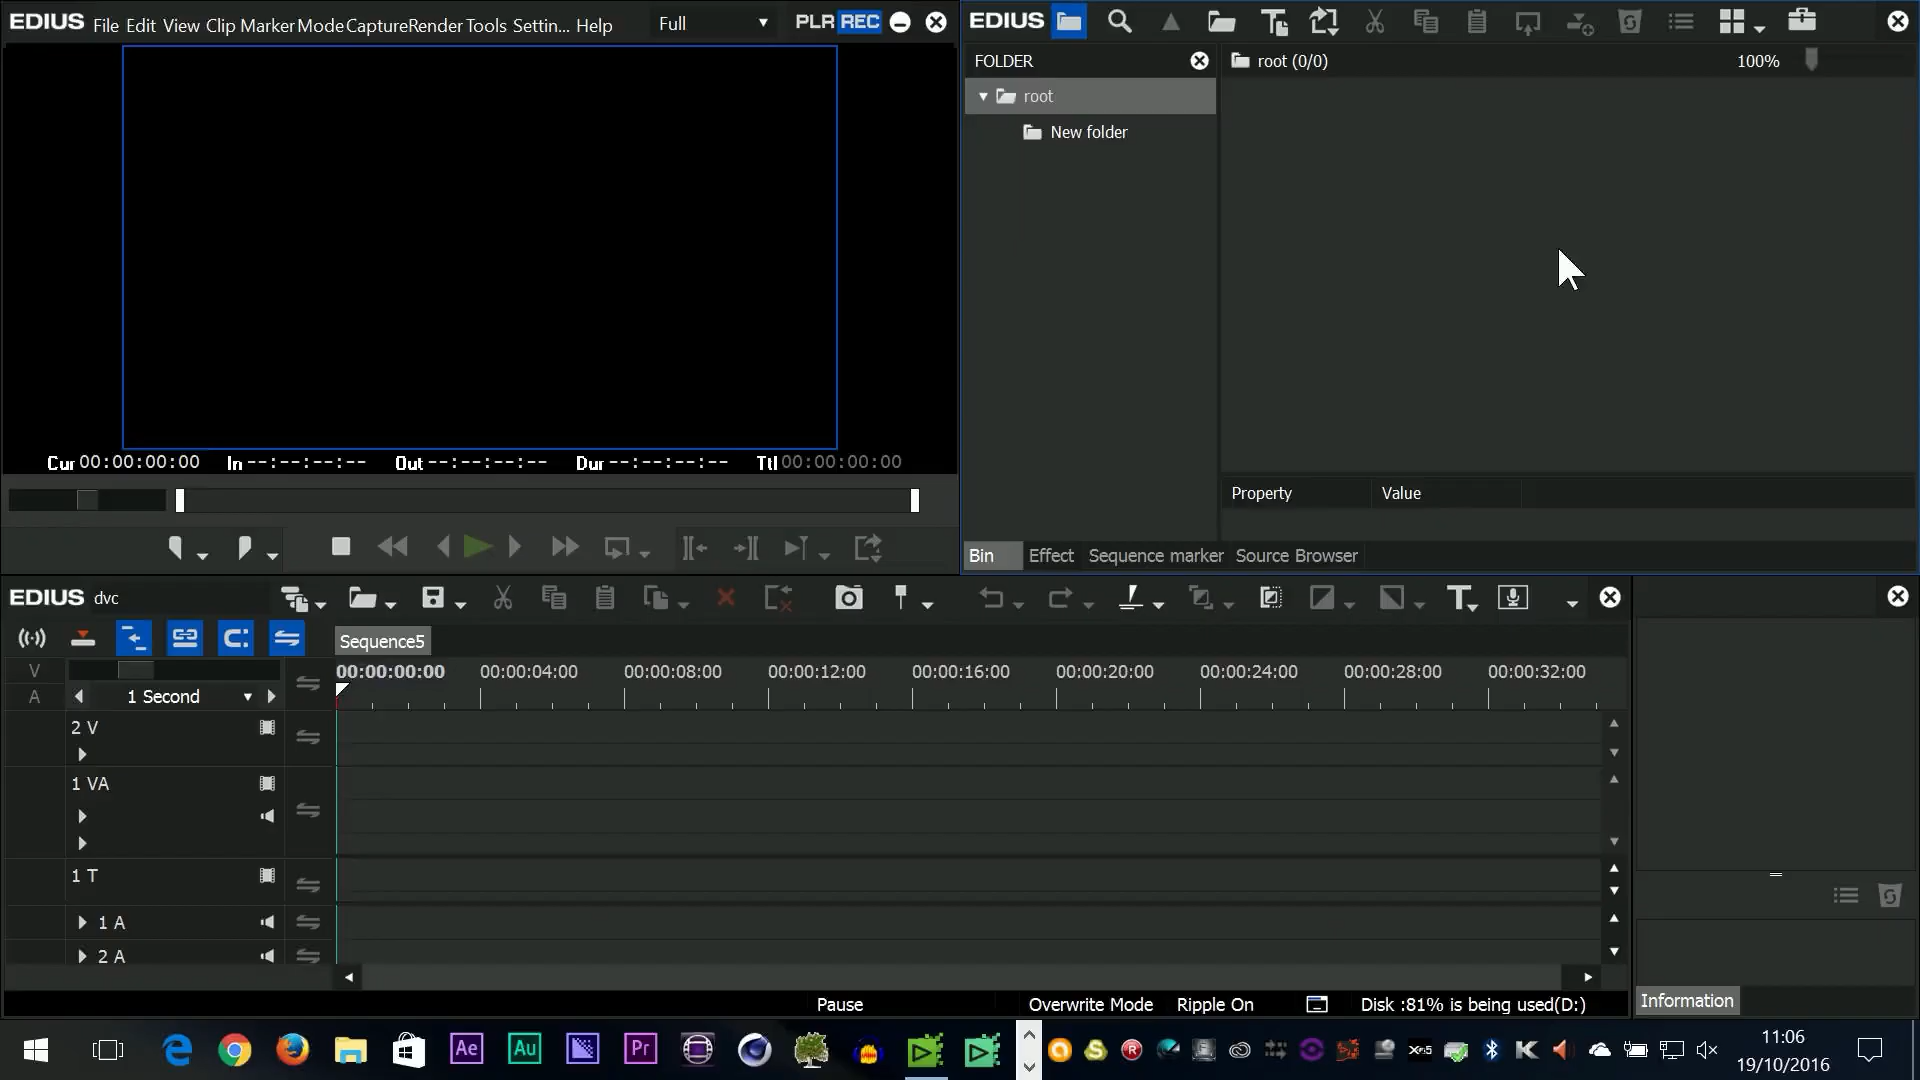 EDIUS File Edit View Clip Marker Mode Capture Render Tools Settin... Help Full PLR REC
Cur 00:00:00:00 In --:--:--:-- Out --:--:--:-- Dur --:--:--:-- Ttl 00:00:00:00
EDIUS
FOLDER
root (0/0) 100%
root
New folder
Property Value
Bin Effect Sequence marker Source Browser
EDIUS dvc
Sequence5
V 00:00:00:00 00:00:04:00 00:00:08:00 00:00:12:00 00:00:16:00 00:00:20:00 00:00:24:00 00:00:28:00 00:00:32:00
A 1 Second
2 V
1 VA
1 T
1 A
2 A
Pause Overwrite Mode Ripple On Disk :81% is being used(D:)
Information
Ae Au Pr
11:06
19/10/2016